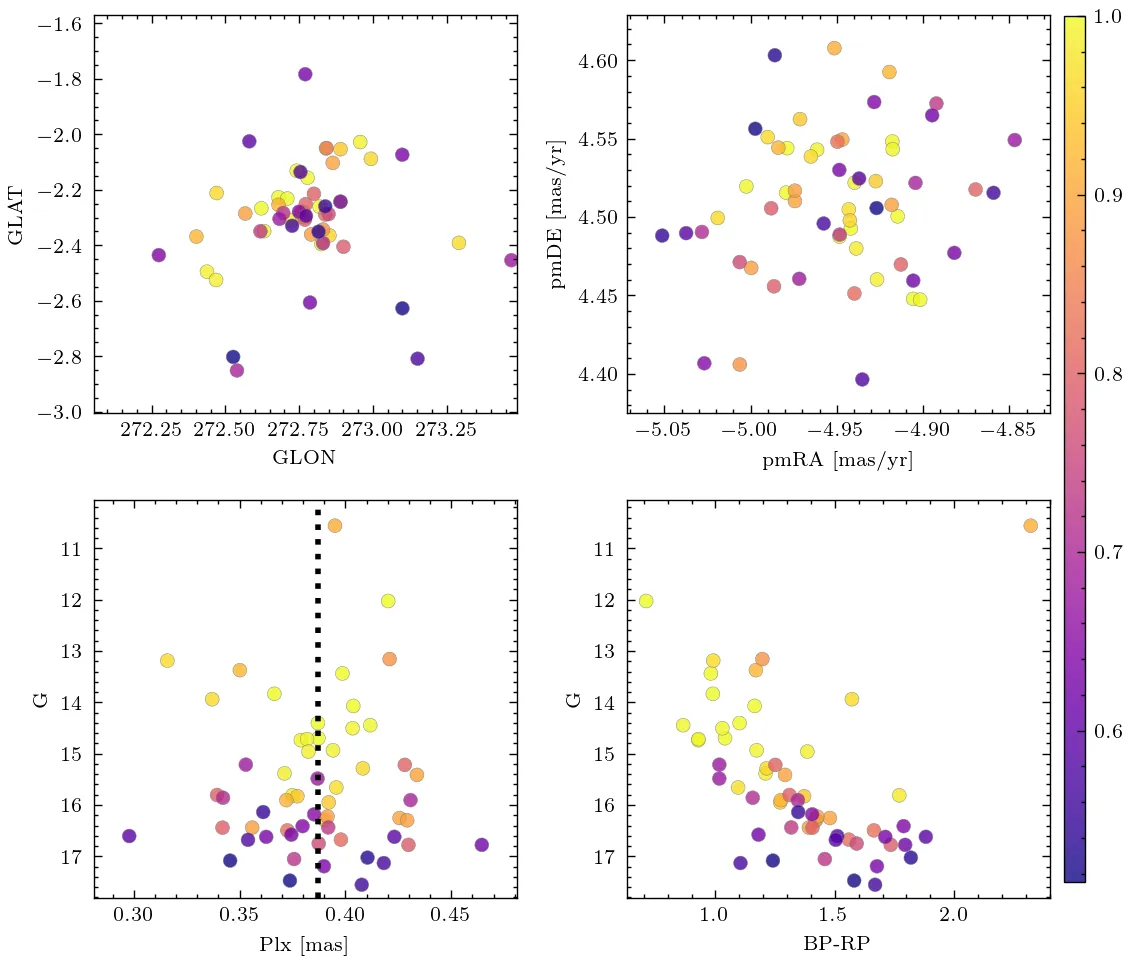 −1.6
−1.8
−2.0
−2.2
−2.4
−2.6
−2.8
−3.0
GLAT
272.25 272.50 272.75 273.00 273.25
GLON
4.60
4.55
4.50
4.45
4.40
pmDE [mas/yr]
−5.05 −5.00 −4.95 −4.90 −4.85
pmRA [mas/yr]
1.0
0.9
0.8
0.7
0.6
11
12
13
14
15
16
17
G
0.30 0.35 0.40 0.45
Plx [mas]
11
12
13
14
15
16
17
G
1.0 1.5 2.0
BP-RP